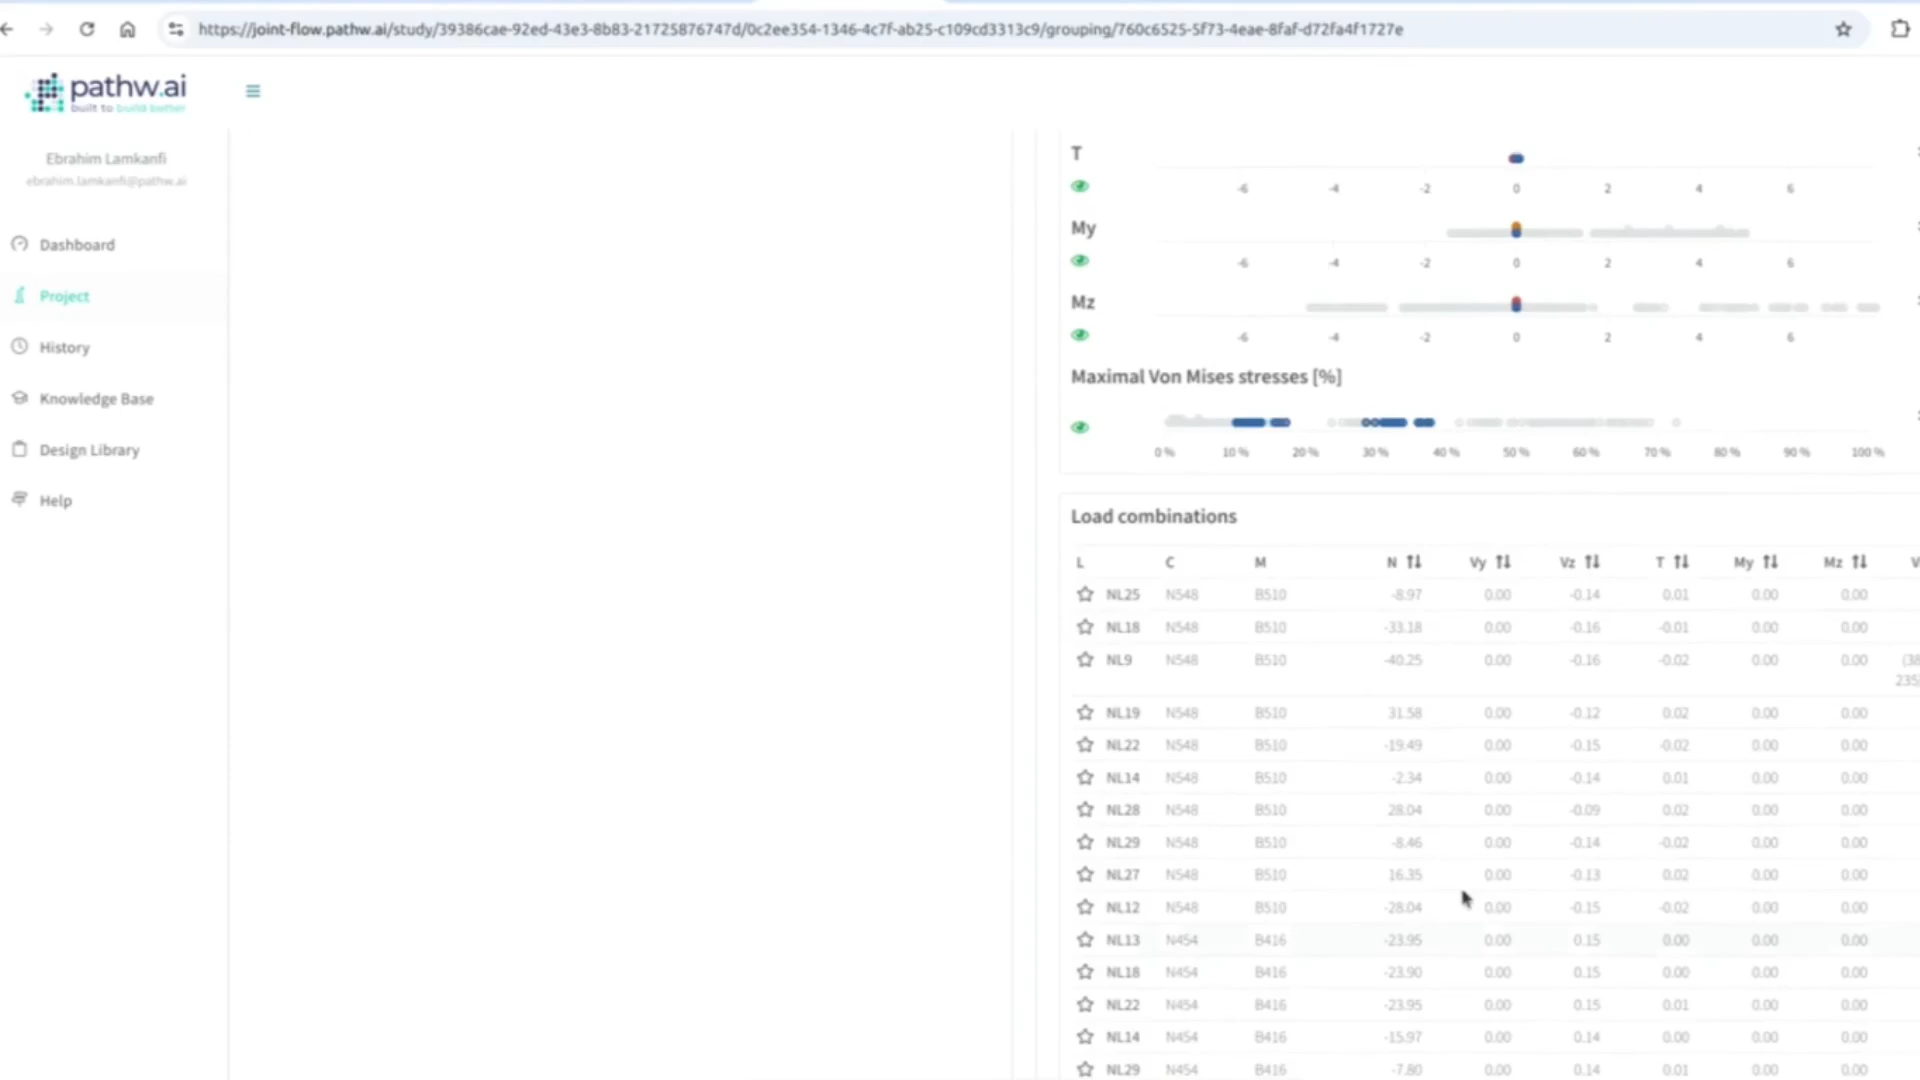 https://joint-flow.pathw.ai/study/39386cae-92ed-43e3-8b83-21725876747d/0c2ee354-1346-4c7f-ab25-c109cd3313c9/grouping/760c6525-5f73-4eae-8faf-d72fa4f1727e
pathw.ai
built to build better
Ebrahim Lamkanfi
ebrahim.lamkanfi@pathw.ai
Dashboard
Project
History
Knowledge Base
Design Library
Help
T
-6 -4 -2 0 2 4 6
My
-6 -4 -2 0 2 4 6
Mz
-6 -4 -2 0 2 4 6
Maximal Von Mises stresses [%]
0 % 10 % 20 % 30 % 40 % 50 % 60 % 70 % 80 % 90 % 100 %
Load combinations
L C M N Vy Vz T My Mz V
NL25 N548 B510 -8.97 0.00 -0.14 0.01 0.00 0.00
NL18 N548 B510 -33.18 0.00 -0.16 -0.01 0.00 0.00
NL9 N548 B510 -40.25 0.00 -0.16 -0.02 0.00 0.00 (38
235
NL19 N548 B510 31.58 0.00 -0.12 0.02 0.00 0.00
NL22 N548 B510 -19.49 0.00 -0.15 -0.02 0.00 0.00
NL14 N548 B510 -2.34 0.00 -0.14 0.01 0.00 0.00
NL28 N548 B510 28.04 0.00 -0.09 0.02 0.00 0.00
NL29 N548 B510 -8.46 0.00 -0.14 -0.02 0.00 0.00
NL27 N548 B510 16.35 0.00 -0.13 0.02 0.00 0.00
NL12 N548 B510 -28.04 0.00 -0.15 -0.02 0.00 0.00
NL13 N454 B416 -23.95 0.00 0.15 0.00 0.00 0.00
NL18 N454 B416 -23.90 0.00 0.15 0.00 0.00 0.00
NL22 N454 B416 -23.95 0.00 0.15 0.01 0.00 0.00
NL14 N454 B416 -15.97 0.00 0.14 0.00 0.00 0.00
NL29 N454 B416 -7.80 0.00 0.14 0.01 0.00 0.00